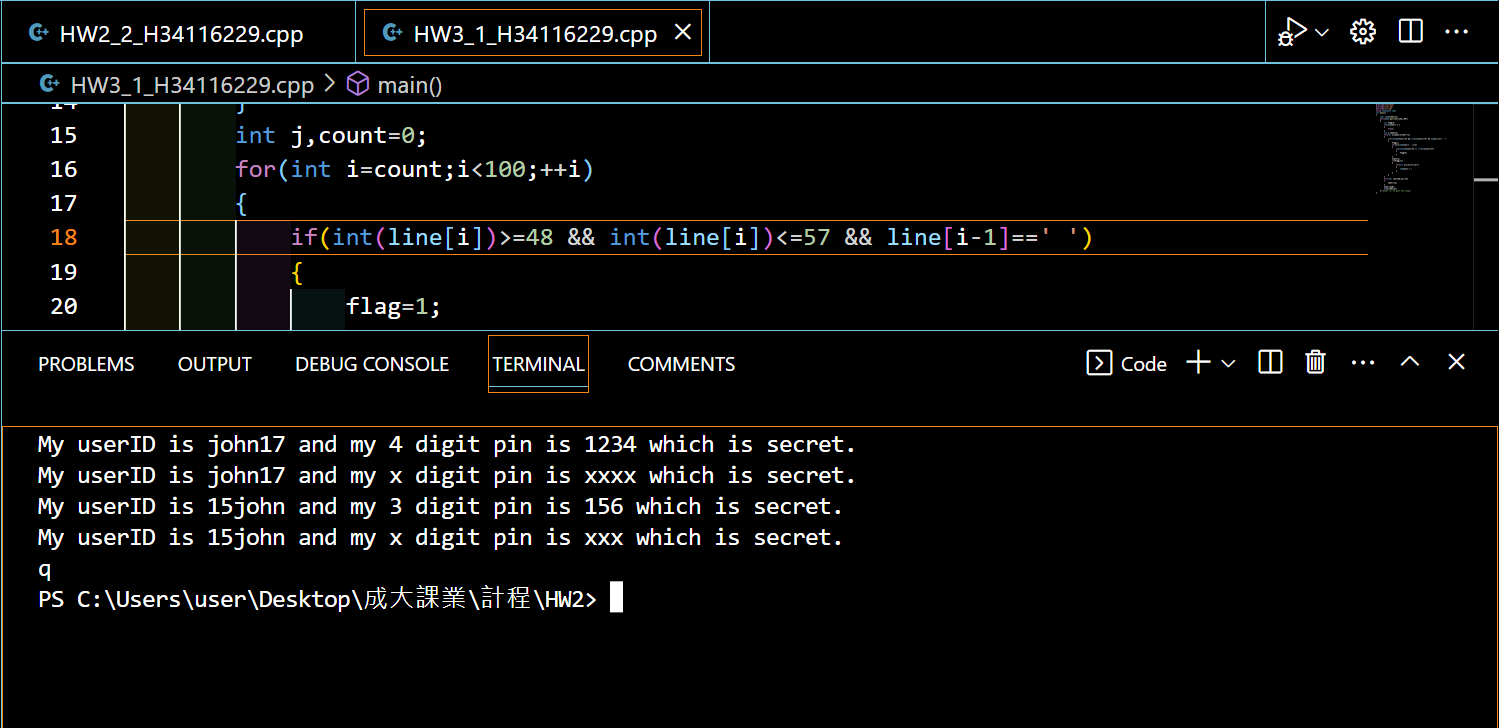 HW2_2_H34116229.cpp HW3_1_H34116229.cpp
HW3_1_H34116229.cpp > main()
15 int j,count=0;
16 for(int i=count;i<100;++i)
17 {
18 if(int(line[i])>=48 && int(line[i])<=57 && line[i-1]==' ')
19 {
20 flag=1;
PROBLEMS OUTPUT DEBUG CONSOLE TERMINAL COMMENTS Code
My userID is john17 and my 4 digit pin is 1234 which is secret.
My userID is john17 and my x digit pin is xxxx which is secret.
My userID is 15john and my 3 digit pin is 156 which is secret.
My userID is 15john and my x digit pin is xxx which is secret.
q
PS C:\Users\user\Desktop\成大課業\計程\HW2>